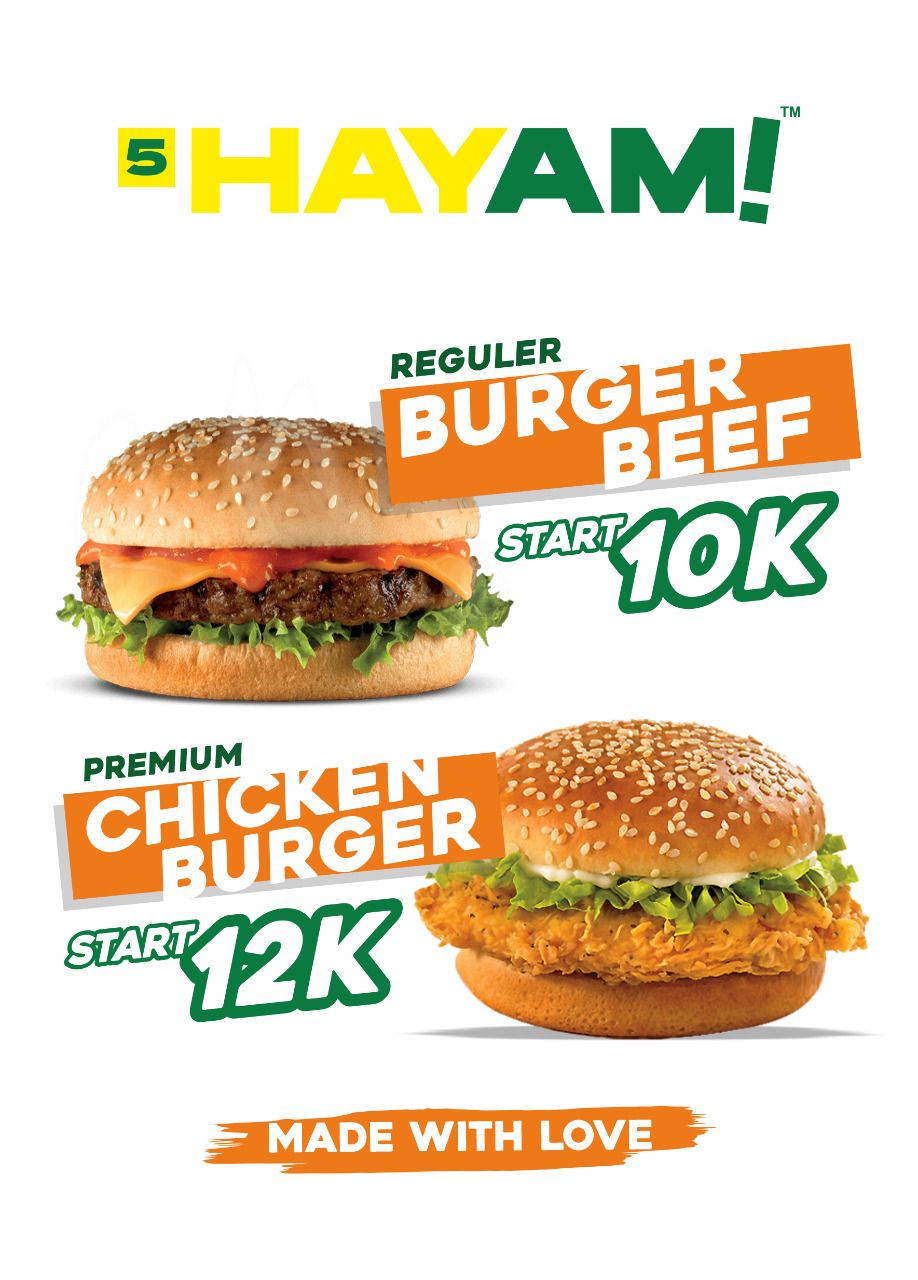 5 HAYAM! ™
REGULER
BURGER
BEEF
START 10K
PREMIUM
CHICKEN
BURGER
START 12K
MADE WITH LOVE